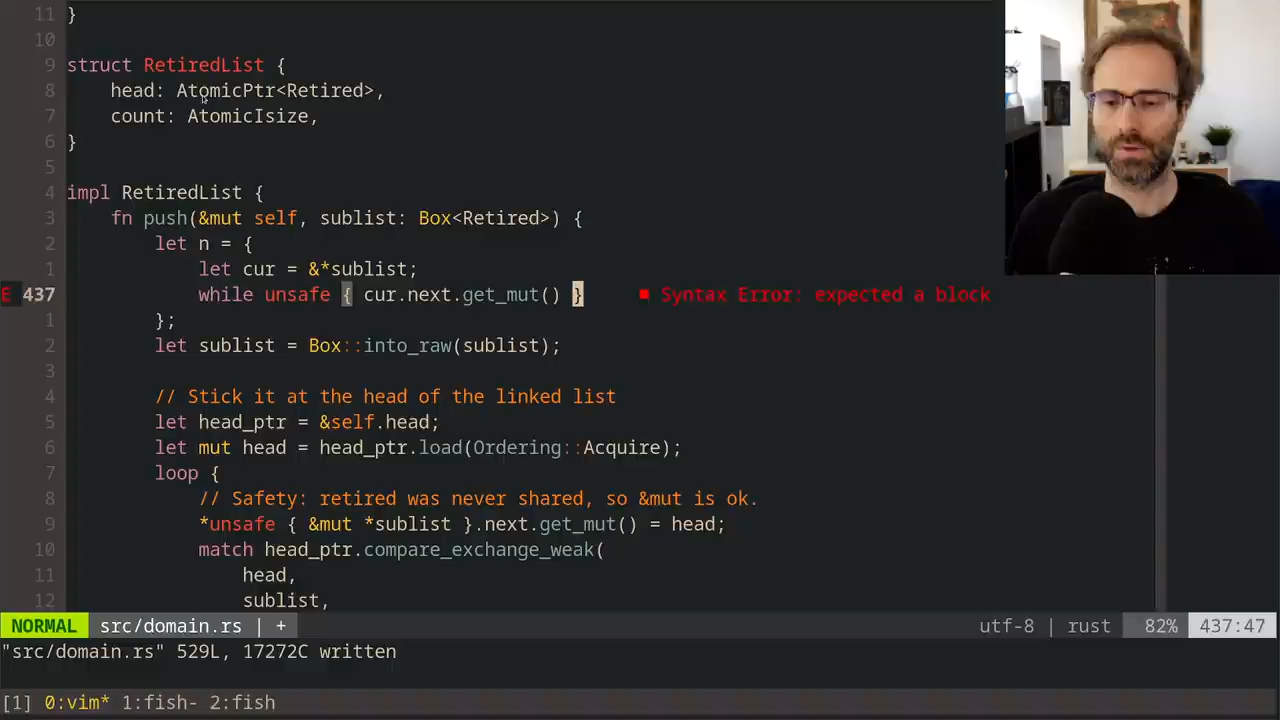 11 }
10
9 struct RetiredList {
8 head: AtomicPtr<Retired>,
7 count: AtomicIsize,
6 }
5
4 impl RetiredList {
3 fn push(&mut self, sublist: Box<Retired>) {
2 let n = {
1 let cur = &*sublist;
E 437 while unsafe { cur.next.get_mut() } ■ Syntax Error: expected a block
1 };
2 let sublist = Box::into_raw(sublist);
3
4 // Stick it at the head of the linked list
5 let head_ptr = &self.head;
6 let mut head = head_ptr.load(Ordering::Acquire);
7 loop {
8 // Safety: retired was never shared, so &mut is ok.
9 *unsafe { &mut *sublist }.next.get_mut() = head;
10 match head_ptr.compare_exchange_weak(
11 head,
12 sublist,
NORMAL src/domain.rs | + utf-8 | rust 82% 437:47
"src/domain.rs" 529L, 17272C written
[1] 0:vim* 1:fish- 2:fish